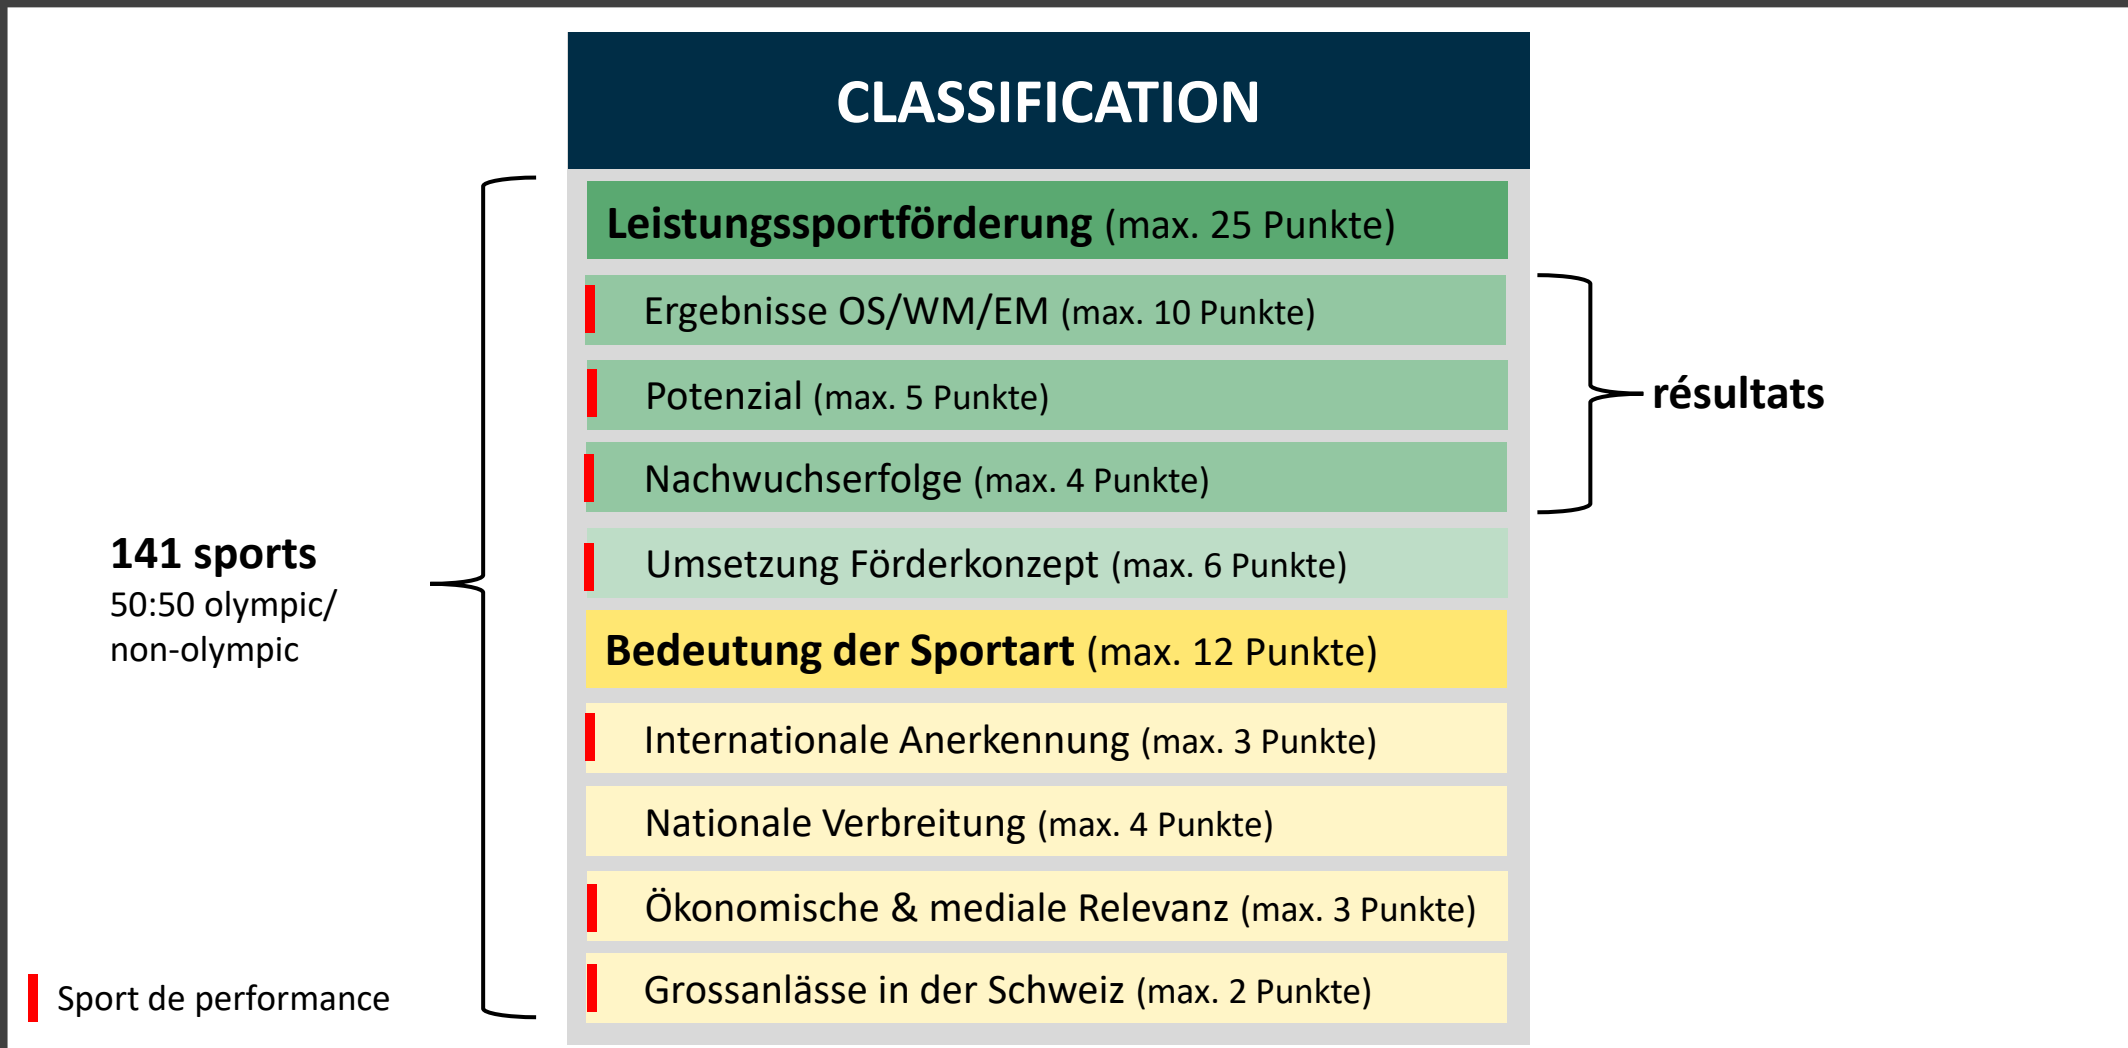 CLASSIFICATION
Leistungssportförderung (max. 25 Punkte)
Ergebnisse OS/WM/EM (max. 10 Punkte)
Potenzial (max. 5 Punkte)
Nachwuchserfolge (max. 4 Punkte)
résultats
Umsetzung Förderkonzept (max. 6 Punkte)
141 sports
50:50 olympic/
non-olympic
Bedeutung der Sportart (max. 12 Punkte)
Internationale Anerkennung (max. 3 Punkte)
Nationale Verbreitung (max. 4 Punkte)
Ökonomische & mediale Relevanz (max. 3 Punkte)
Grossanlässe in der Schweiz (max. 2 Punkte)
Sport de performance